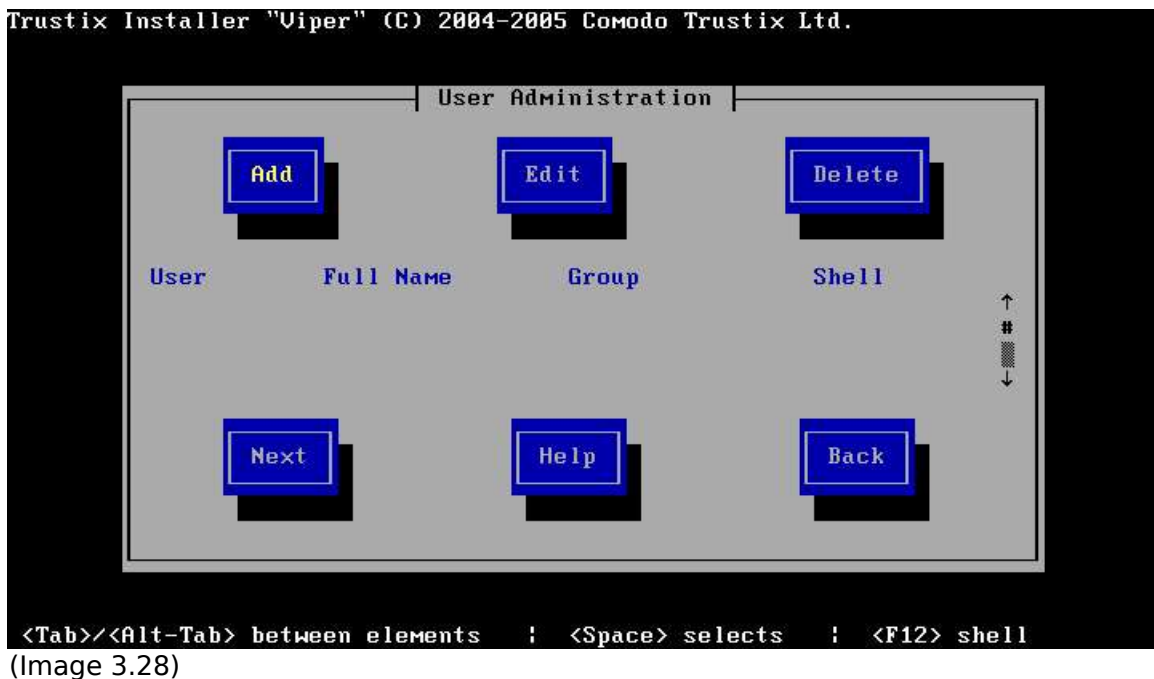 Trustix Installer "Viper" (C) 2004-2005 Comodo Trustix Ltd.
User Administration
Add Edit Delete
User Full Name Group Shell
↑
#
↓
Next Help Back
<Tab>/<Alt-Tab> between elements ¦ <Space> selects ¦ <F12> shell
(Image 3.28)